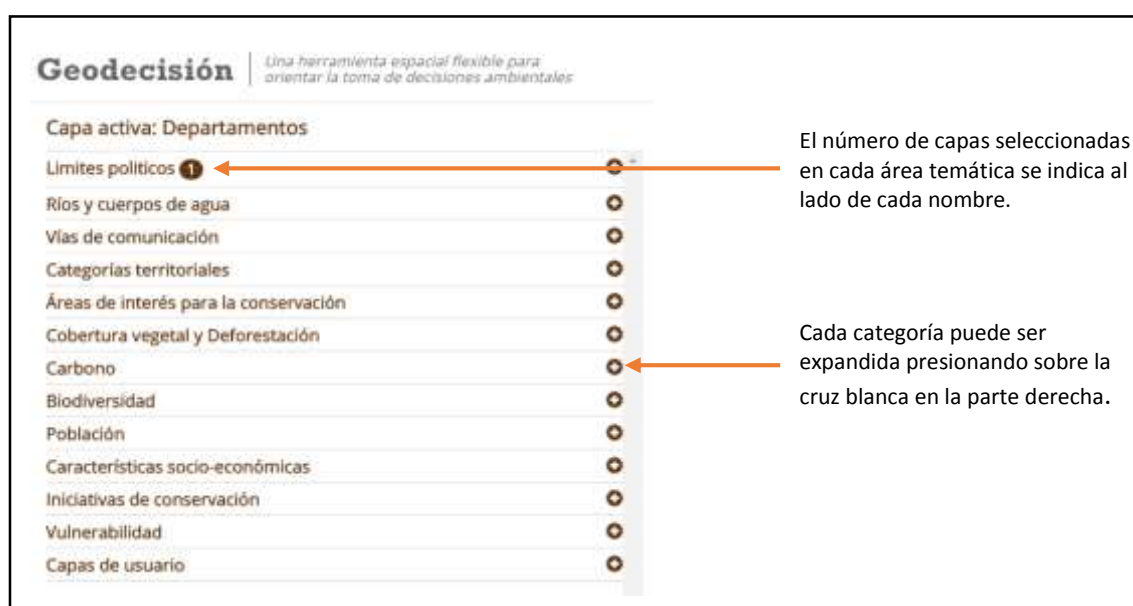 Geodecisión
Una herramienta espacial flexible para
orientar la toma de decisiones ambientales
Capa activa: Departamentos
Limites politicos 1
Ríos y cuerpos de agua
Vías de comunicación
Categorías territoriales
Áreas de interés para la conservación
Cobertura vegetal y Deforestación
Carbono
Biodiversidad
Población
Características socio-económicas
Iniciativas de conservación
Vulnerabilidad
Capas de usuario
El número de capas seleccionadas
en cada área temática se indica al
lado de cada nombre.
Cada categoría puede ser
expandida presionando sobre la
cruz blanca en la parte derecha.